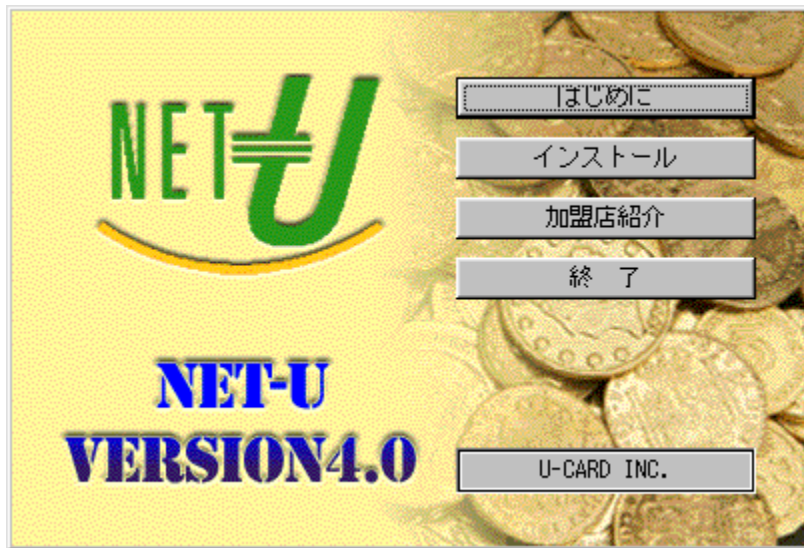 NET U
NET-U
VERSION4.0
はじめに
インストール
加盟店紹介
終 了
U-CARD INC.